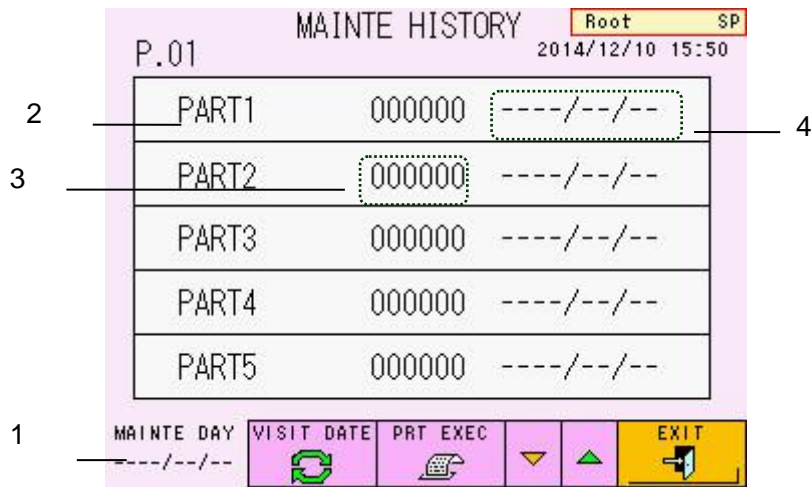 MAINTE HISTORY
Root SP
P.01
2014/12/10 15:50
2
PART1 000000 ----/--/--
4
3
PART2 000000 ----/--/--
PART3 000000 ----/--/--
PART4 000000 ----/--/--
PART5 000000 ----/--/--
1
MAINTE DAY
----/--/--
VISIT DATE
PRT EXEC
EXIT